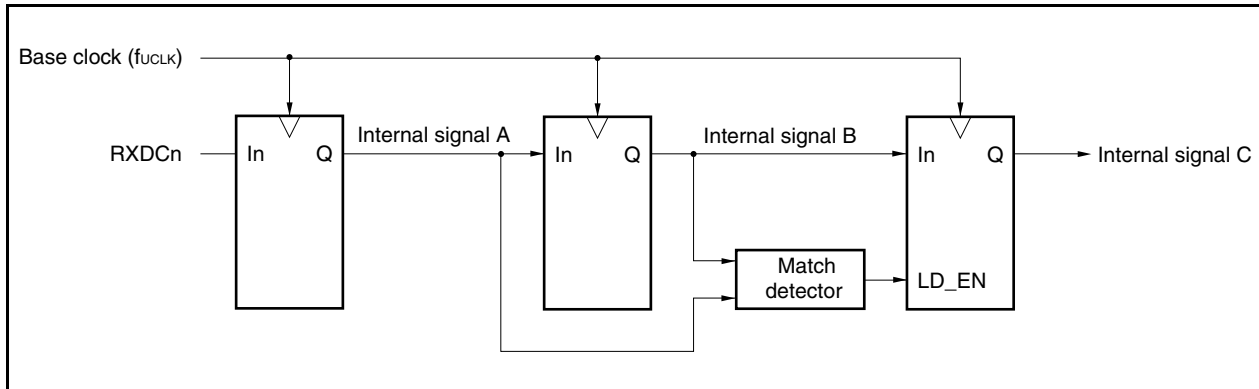 Base clock (fUCLK)
RXDCn
In
Q
Internal signal A
In
Q
Internal signal B
In
Q
Internal signal C
Match
detector
LD_EN